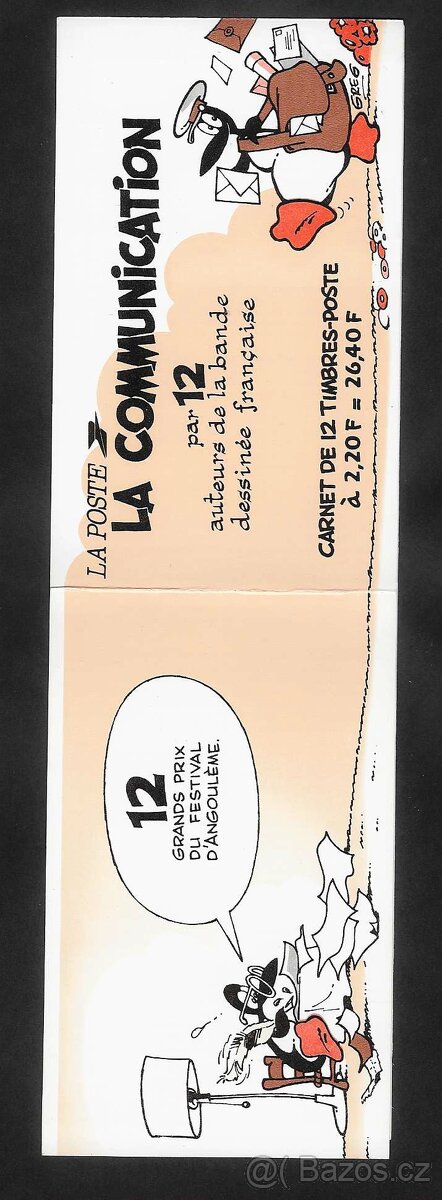 LA POSTE
LA COMMUNICATION
par 12
auteurs de la bande
dessinée française
CARNET DE 12 TIMBRES-POSTE
à 2,20 F = 26,40 F
GREG
12
GRANDS PRIX
DU FESTIVAL
D'ANGOULÈME.
@ Bazos.cz